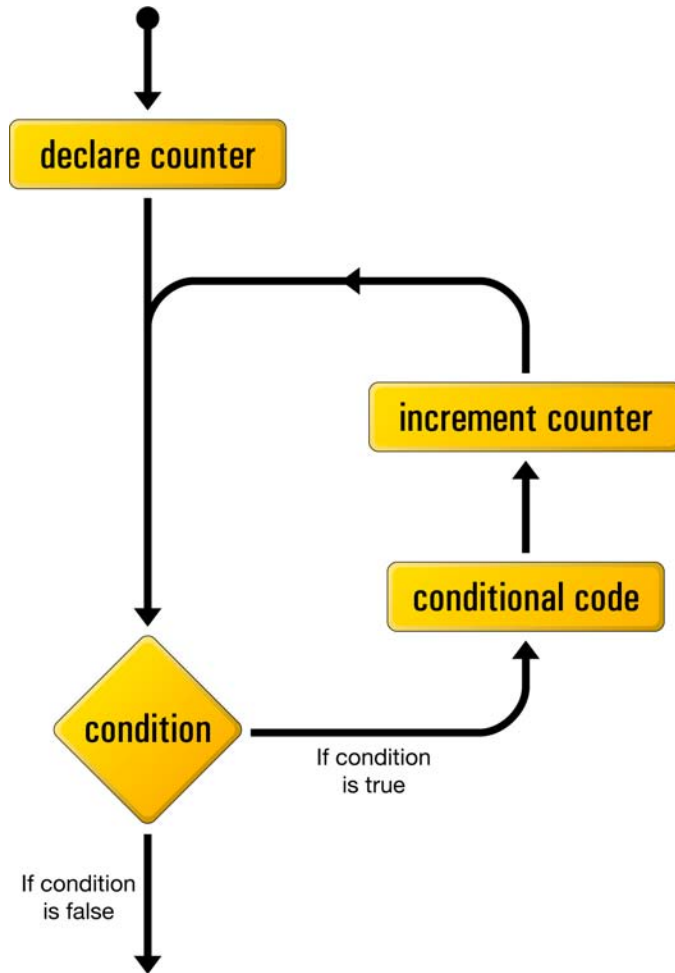 declare counter
increment counter
conditional code
condition
If condition
is true
If condition
is false